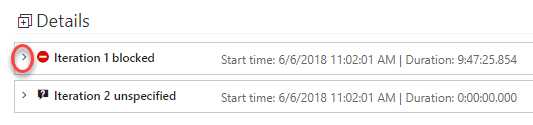 Details
Iteration 1 blocked Start time: 6/6/2018 11:02:01 AM | Duration: 9:47:25.854
Iteration 2 unspecified Start time: 6/6/2018 11:02:01 AM | Duration: 0:00:00.000